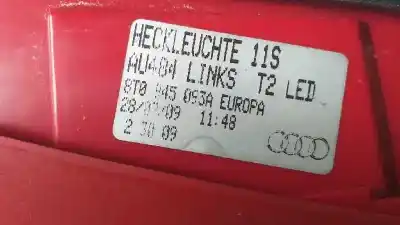 HECKLEUCHTE 11S
AU484 LINKS T2 LED
8T0 945 093A EUROPA
28/07/09 11:48
2 30 09